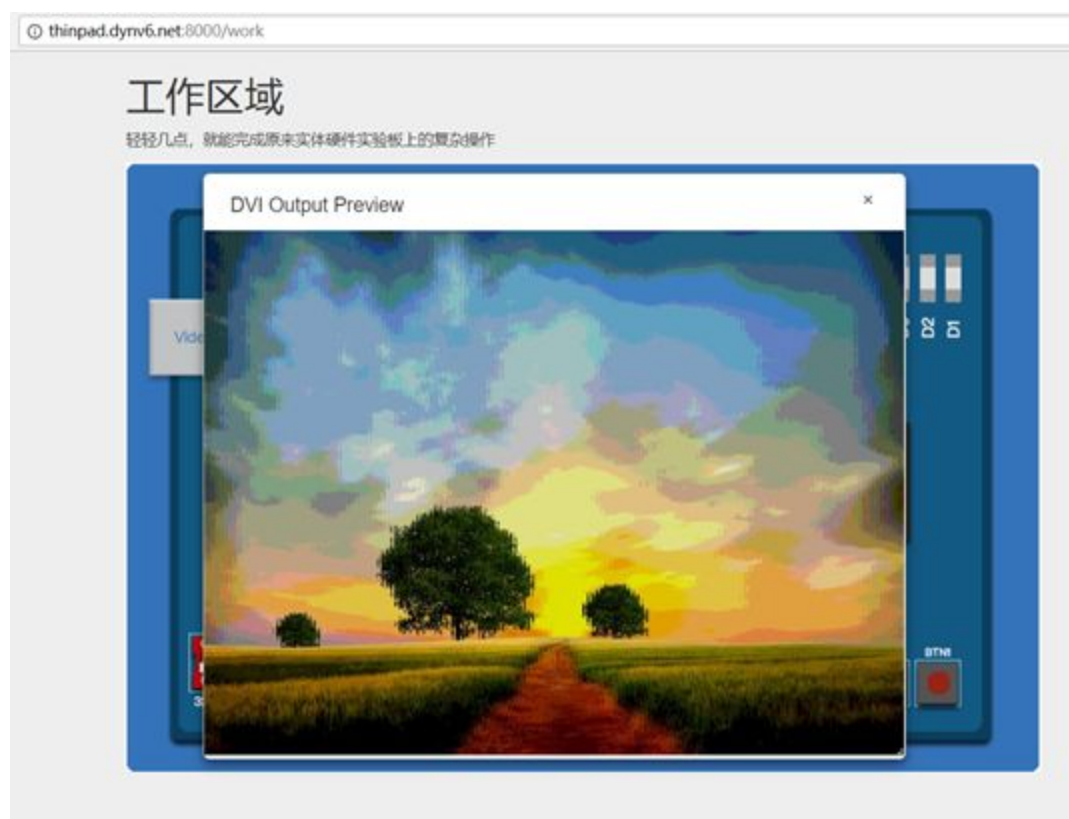 thinpad.dynv6.net:8000/work
工作区域
轻轻几点，就能完成原来实体硬件实验板上的复杂操作
DVI Output Preview
×
D2
D1
BTN1